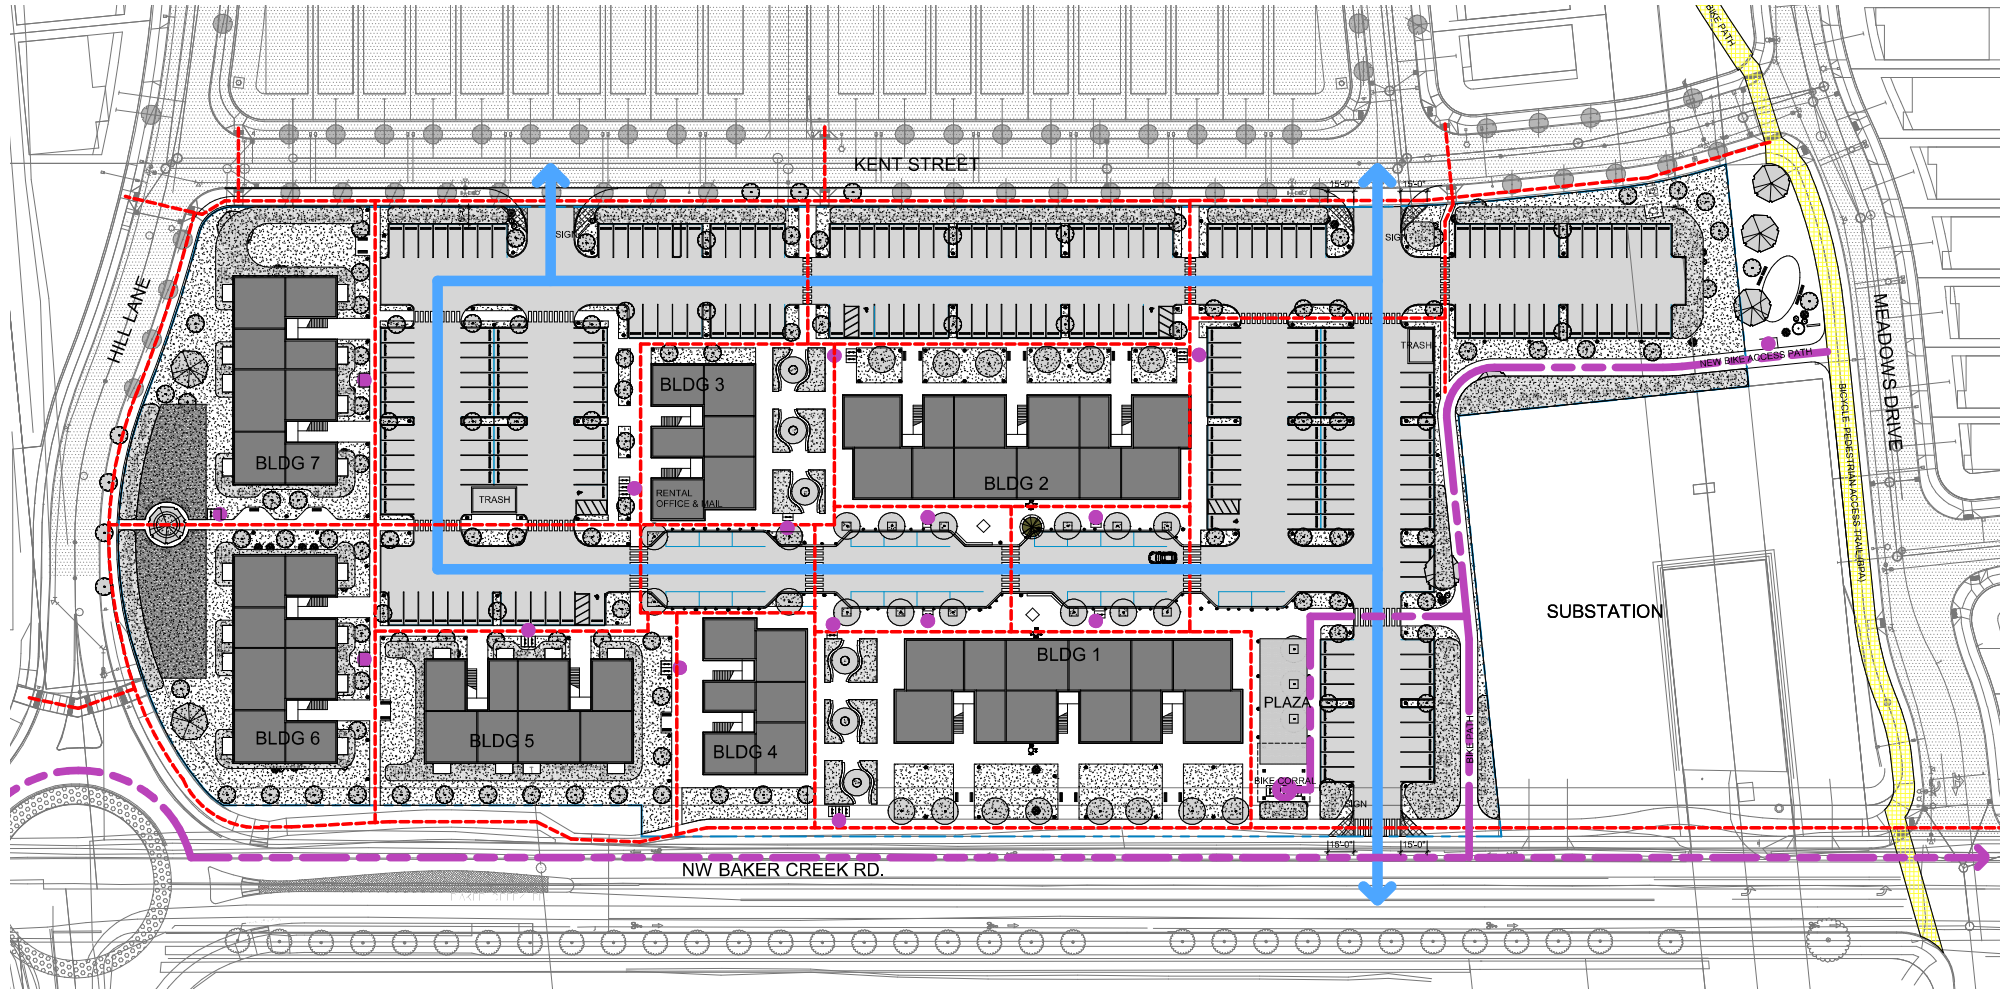 BIKE PATH
KENT STREET
15'-0"
15'-0"
SIGN
SIGN
HILL LANE
MEADOWS DRIVE
TRASH
NEW BIKE ACCESS PATH
BLDG 3
BLDG 7
BLDG 2
RENTAL
OFFICE & MAIL
TRASH
BICYCLE-PEDESTRIAN ACCESS TRAIL (BPA)
SUBSTATION
BLDG 1
PLAZA
BLDG 6
BLDG 5
BLDG 4
BIKE PATH
BIKE CORRAL
SIGN
15'-0"
15'-0"
NW BAKER CREEK RD.